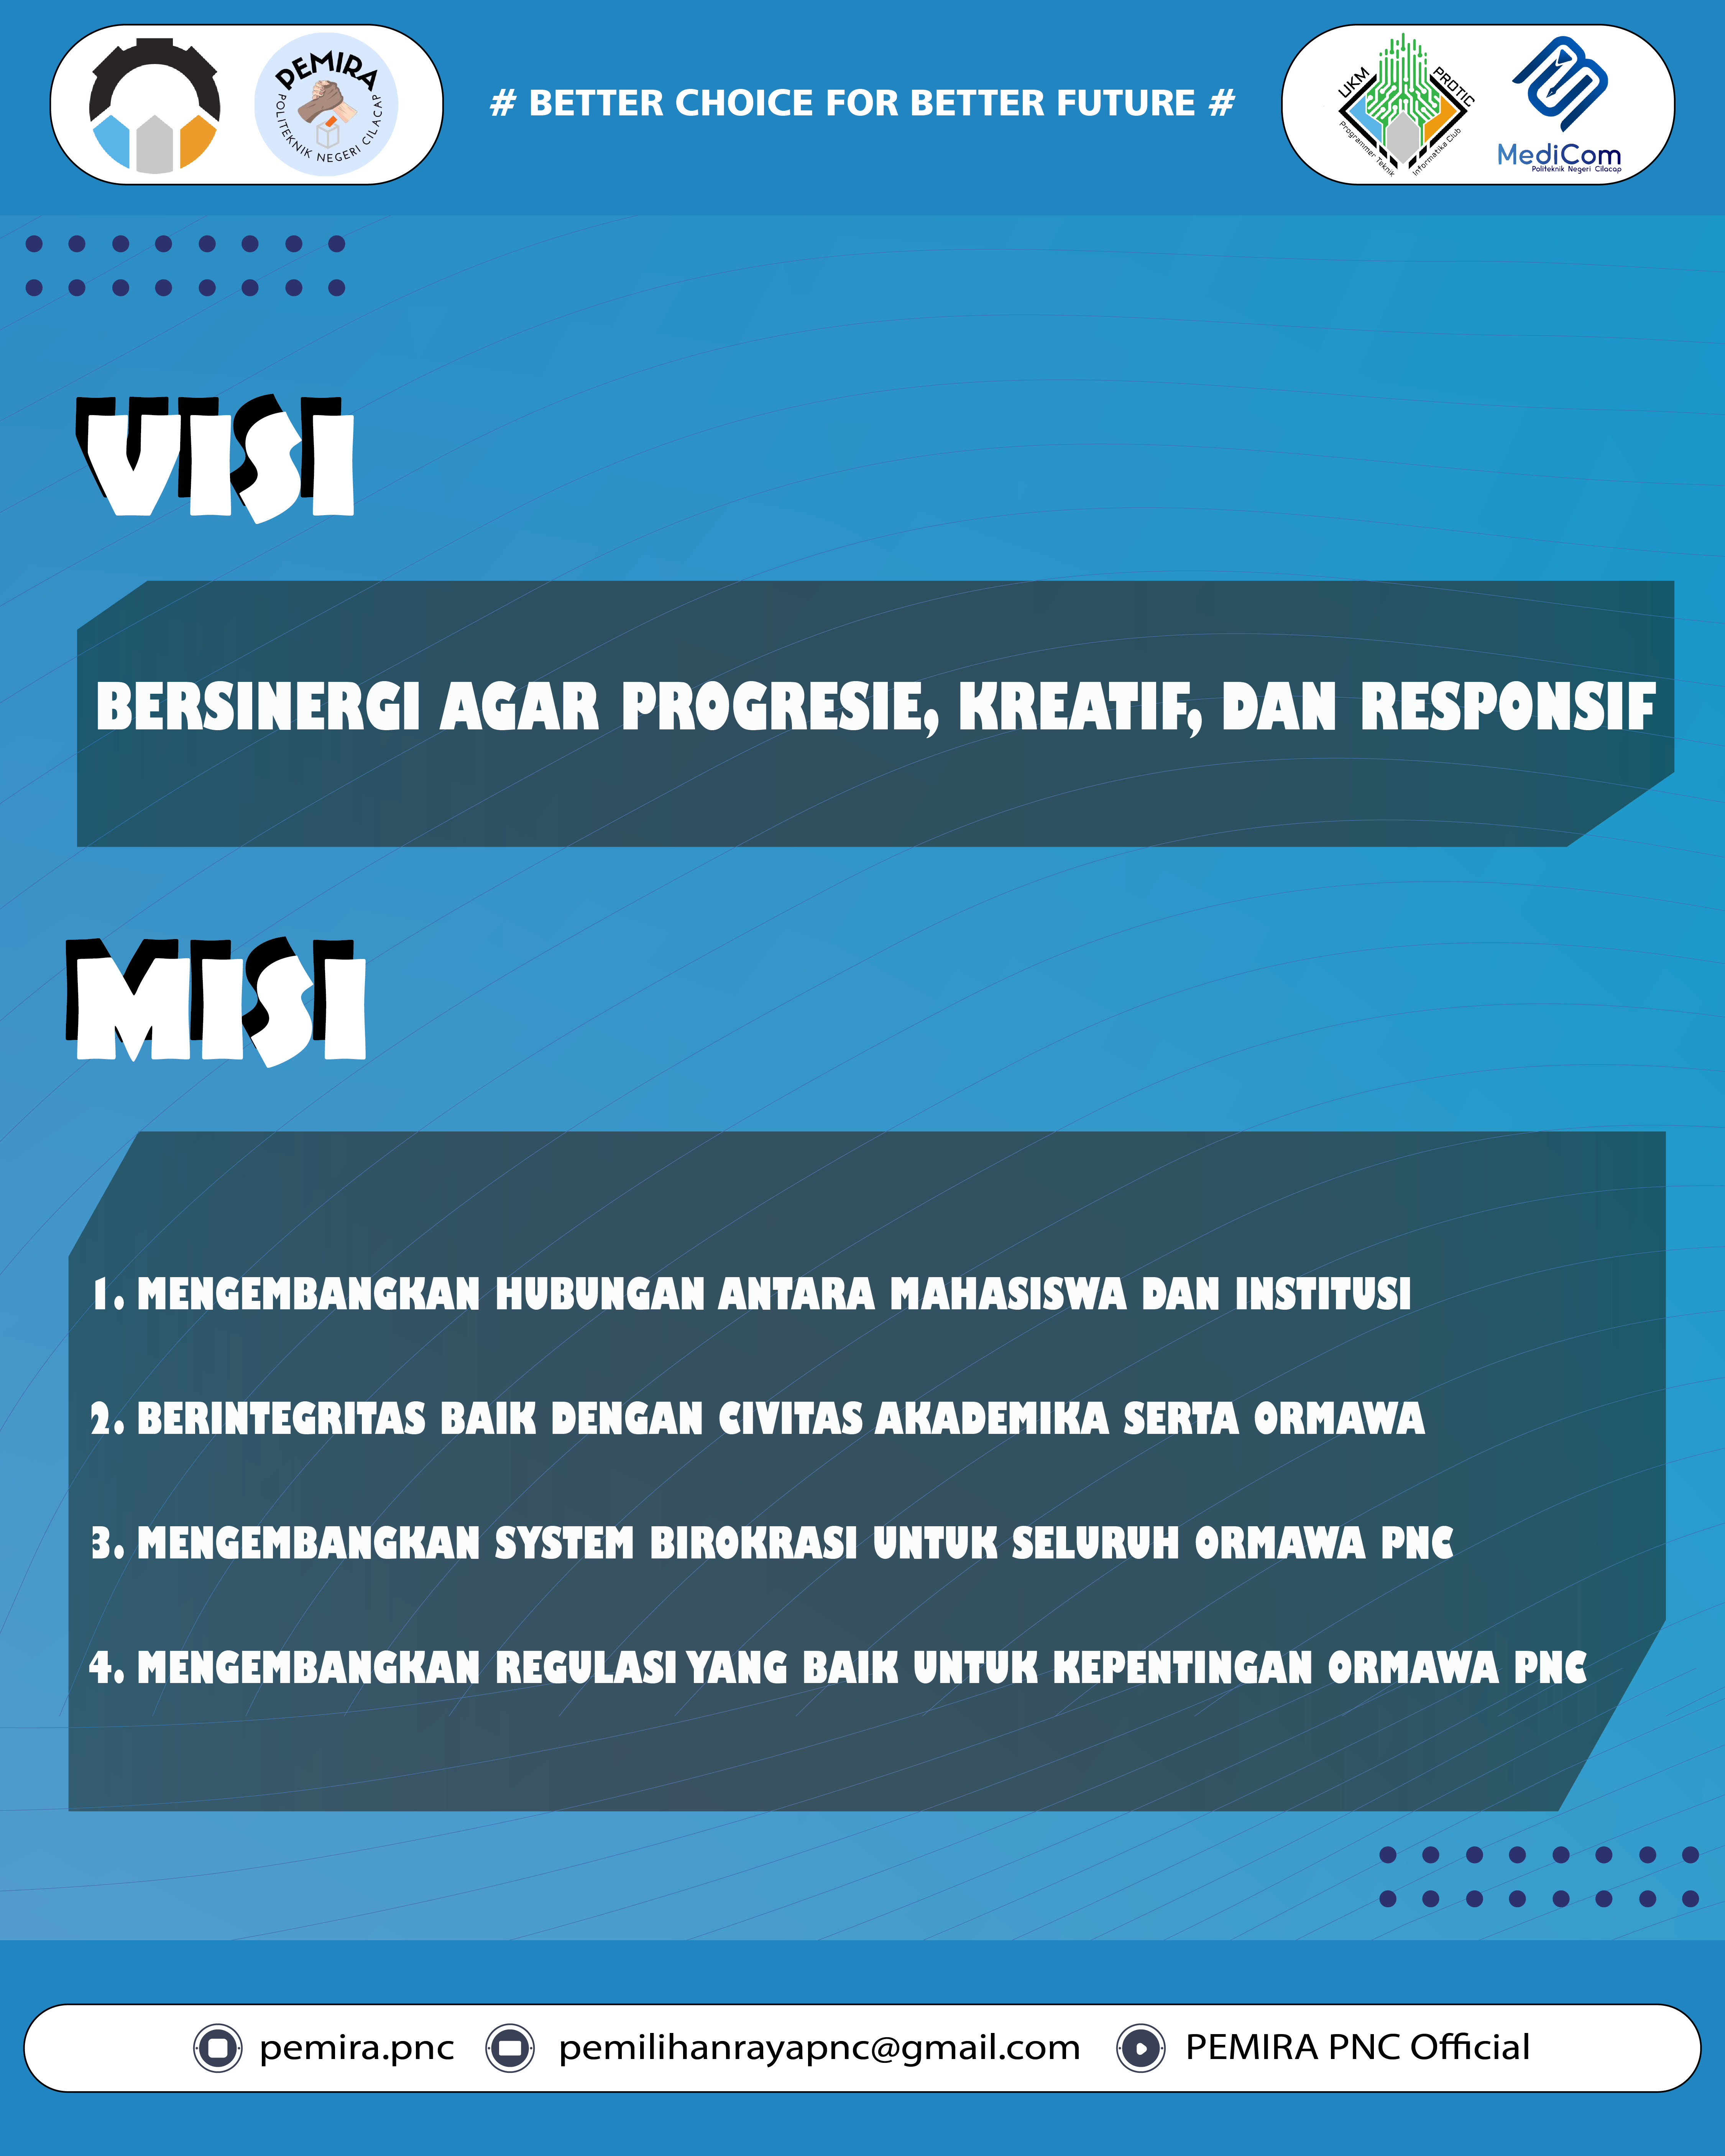 PEMIRA
POLITEKNIK NEGERI CILACAP
# BETTER CHOICE FOR BETTER FUTURE #
UKM PROTIC
Programmer Teknik Informatika Club
MediCom
Politeknik Negeri Cilacap
VISI
BERSINERGI AGAR PROGRESIE, KREATIF, DAN RESPONSIF
MISI
1. MENGEMBANGKAN HUBUNGAN ANTARA MAHASISWA DAN INSTITUSI
2. BERINTEGRITAS BAIK DENGAN CIVITAS AKADEMIKA SERTA ORMAWA
3. MENGEMBANGKAN SYSTEM BIROKRASI UNTUK SELURUH ORMAWA PNC
4. MENGEMBANGKAN REGULASI YANG BAIK UNTUK KEPENTINGAN ORMAWA PNC
pemira.pnc pemilihanrayapnc@gmail.com PEMIRA PNC Official